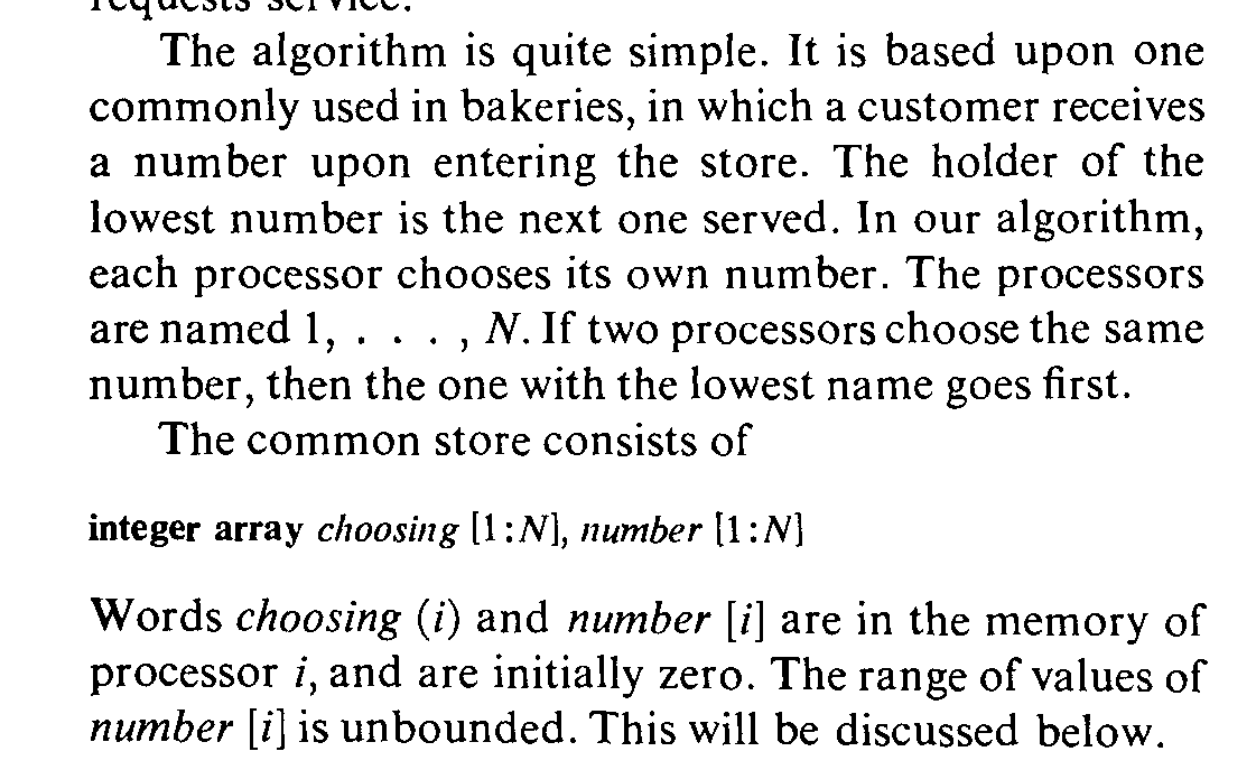 requests service.
The algorithm is quite simple. It is based upon one
commonly used in bakeries, in which a customer receives
a number upon entering the store. The holder of the
lowest number is the next one served. In our algorithm,
each processor chooses its own number. The processors
are named 1, . . . , N. If two processors choose the same
number, then the one with the lowest name goes first.
The common store consists of
integer array choosing [1:N], number [1:N]
Words choosing (i) and number [i] are in the memory of
processor i, and are initially zero. The range of values of
number [i] is unbounded. This will be discussed below.